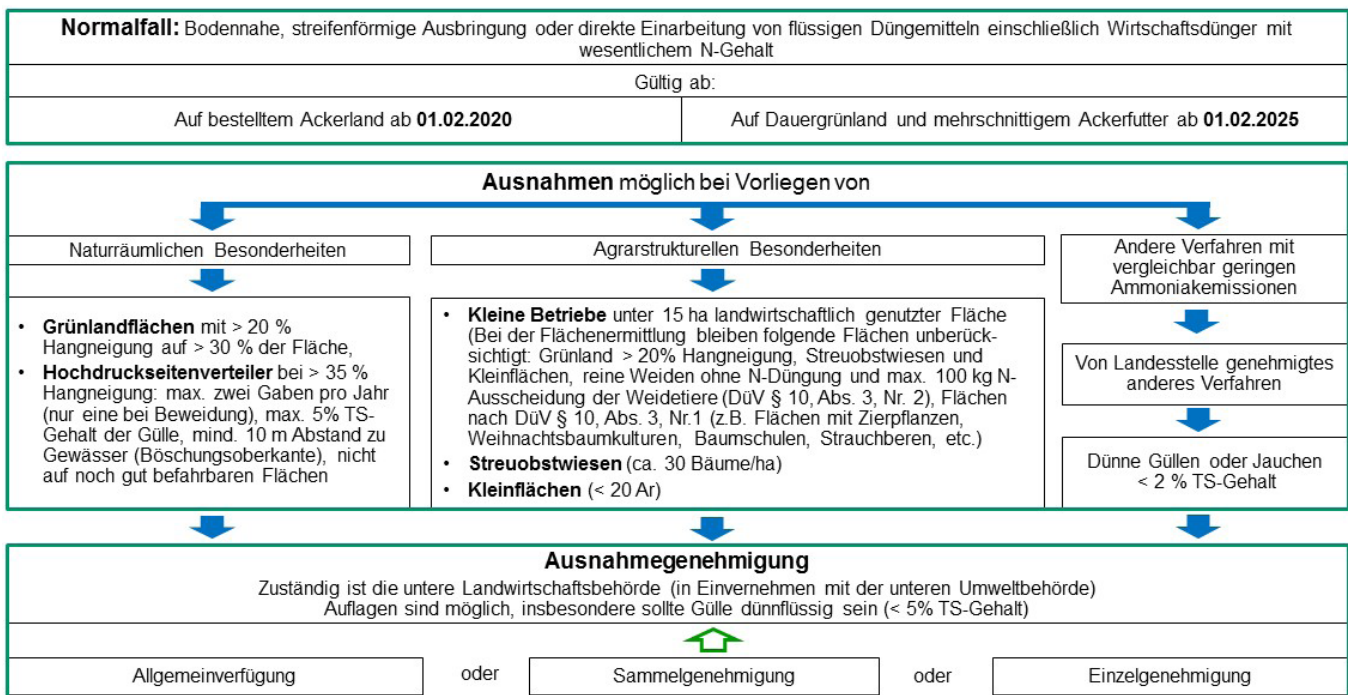 Normalfall: Bodennahe, streifenförmige Ausbringung oder direkte Einarbeitung von flüssigen Düngemitteln einschließlich Wirtschaftsdünger mit
wesentlichem N-Gehalt
Gültig ab:
Auf bestelltem Ackerland ab 01.02.2020
Auf Dauergrünland und mehrschnittigem Ackerfutter ab 01.02.2025
Ausnahmen möglich bei Vorliegen von
Naturräumlichen Besonderheiten
• Grünlandflächen mit > 20 %
Hangneigung auf > 30 % der Fläche,
• Hochdruckseitenverteiler bei > 35 %
Hangneigung: max. zwei Gaben pro Jahr
(nur eine bei Beweidung), max. 5% TS-
Gehalt der Gülle, mind. 10 m Abstand zu
Gewässer (Böschungsoberkante), nicht
auf noch gut befahrbaren Flächen
Agrarstrukturellen Besonderheiten
• Kleine Betriebe unter 15 ha landwirtschaftlich genutzter Fläche
(Bei der Flächenermittlung bleiben folgende Flächen unberück-
sichtigt: Grünland > 20% Hangneigung, Streuobstwiesen und
Kleinflächen, reine Weiden ohne N-Düngung und max. 100 kg N-
Ausscheidung der Weidetiere (DüV § 10, Abs. 3, Nr. 2), Flächen
nach DüV § 10, Abs. 3, Nr.1 (z.B. Flächen mit Zierpflanzen,
Weihnachtsbaumkulturen, Baumschulen, Strauchberen, etc.)
• Streuobstwiesen (ca. 30 Bäume/ha)
• Kleinflächen (< 20 Ar)
Andere Verfahren mit
vergleichbar geringen
Ammoniakemissionen
Von Landesstelle genehmigtes
anderes Verfahren
Dünne Güllen oder Jauchen
< 2 % TS-Gehalt
Ausnahmegenehmigung
Zuständig ist die untere Landwirtschaftsbehörde (in Einvernehmen mit der unteren Umweltbehörde)
Auflagen sind möglich, insbesondere sollte Gülle dünnflüssig sein (< 5% TS-Gehalt)
Allgemeinverfügung oder Sammelgenehmigung oder Einzelgenehmigung